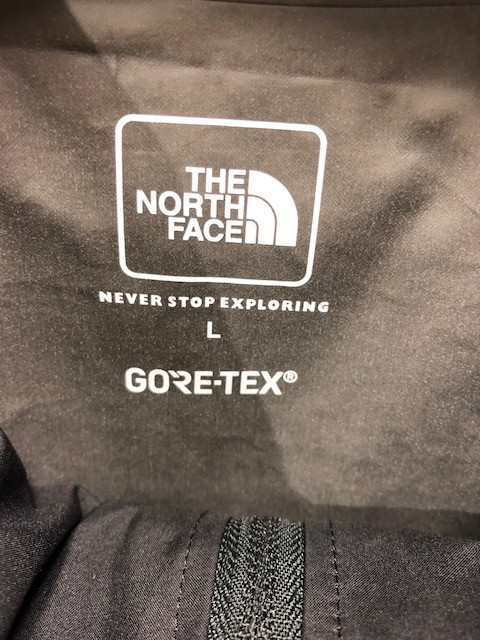 THE
NORTH
FACE
NEVER STOP EXPLORING
L
GORE-TEX®